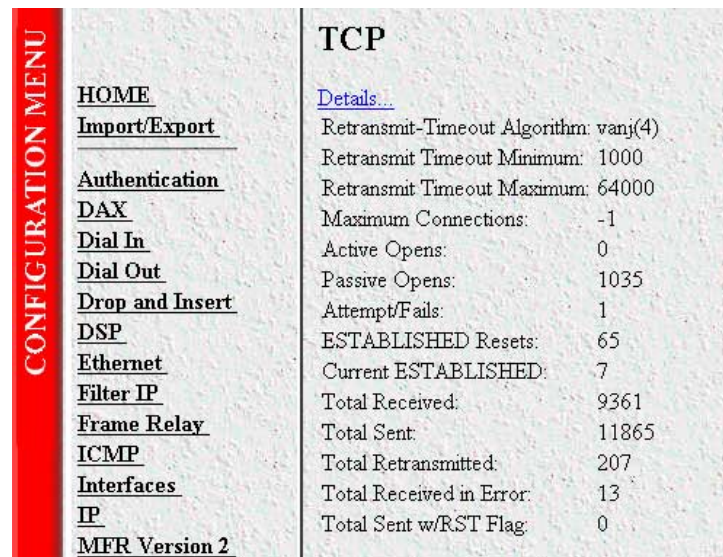 CONFIGURATION MENU
HOME
Import/Export
Authentication
DAX
Dial In
Dial Out
Drop and Insert
DSP
Ethernet
Filter IP
Frame Relay
ICMP
Interfaces
IP
MFR Version 2
TCP
Details...
Retransmit-Timeout Algorithm: vanj(4)
Retransmit Timeout Minimum: 1000
Retransmit Timeout Maximum: 64000
Maximum Connections: -1
Active Opens: 0
Passive Opens: 1035
Attempt/Fails: 1
ESTABLISHED Resets: 65
Current ESTABLISHED: 7
Total Received: 9361
Total Sent: 11865
Total Retransmitted: 207
Total Received in Error: 13
Total Sent w/RST Flag: 0